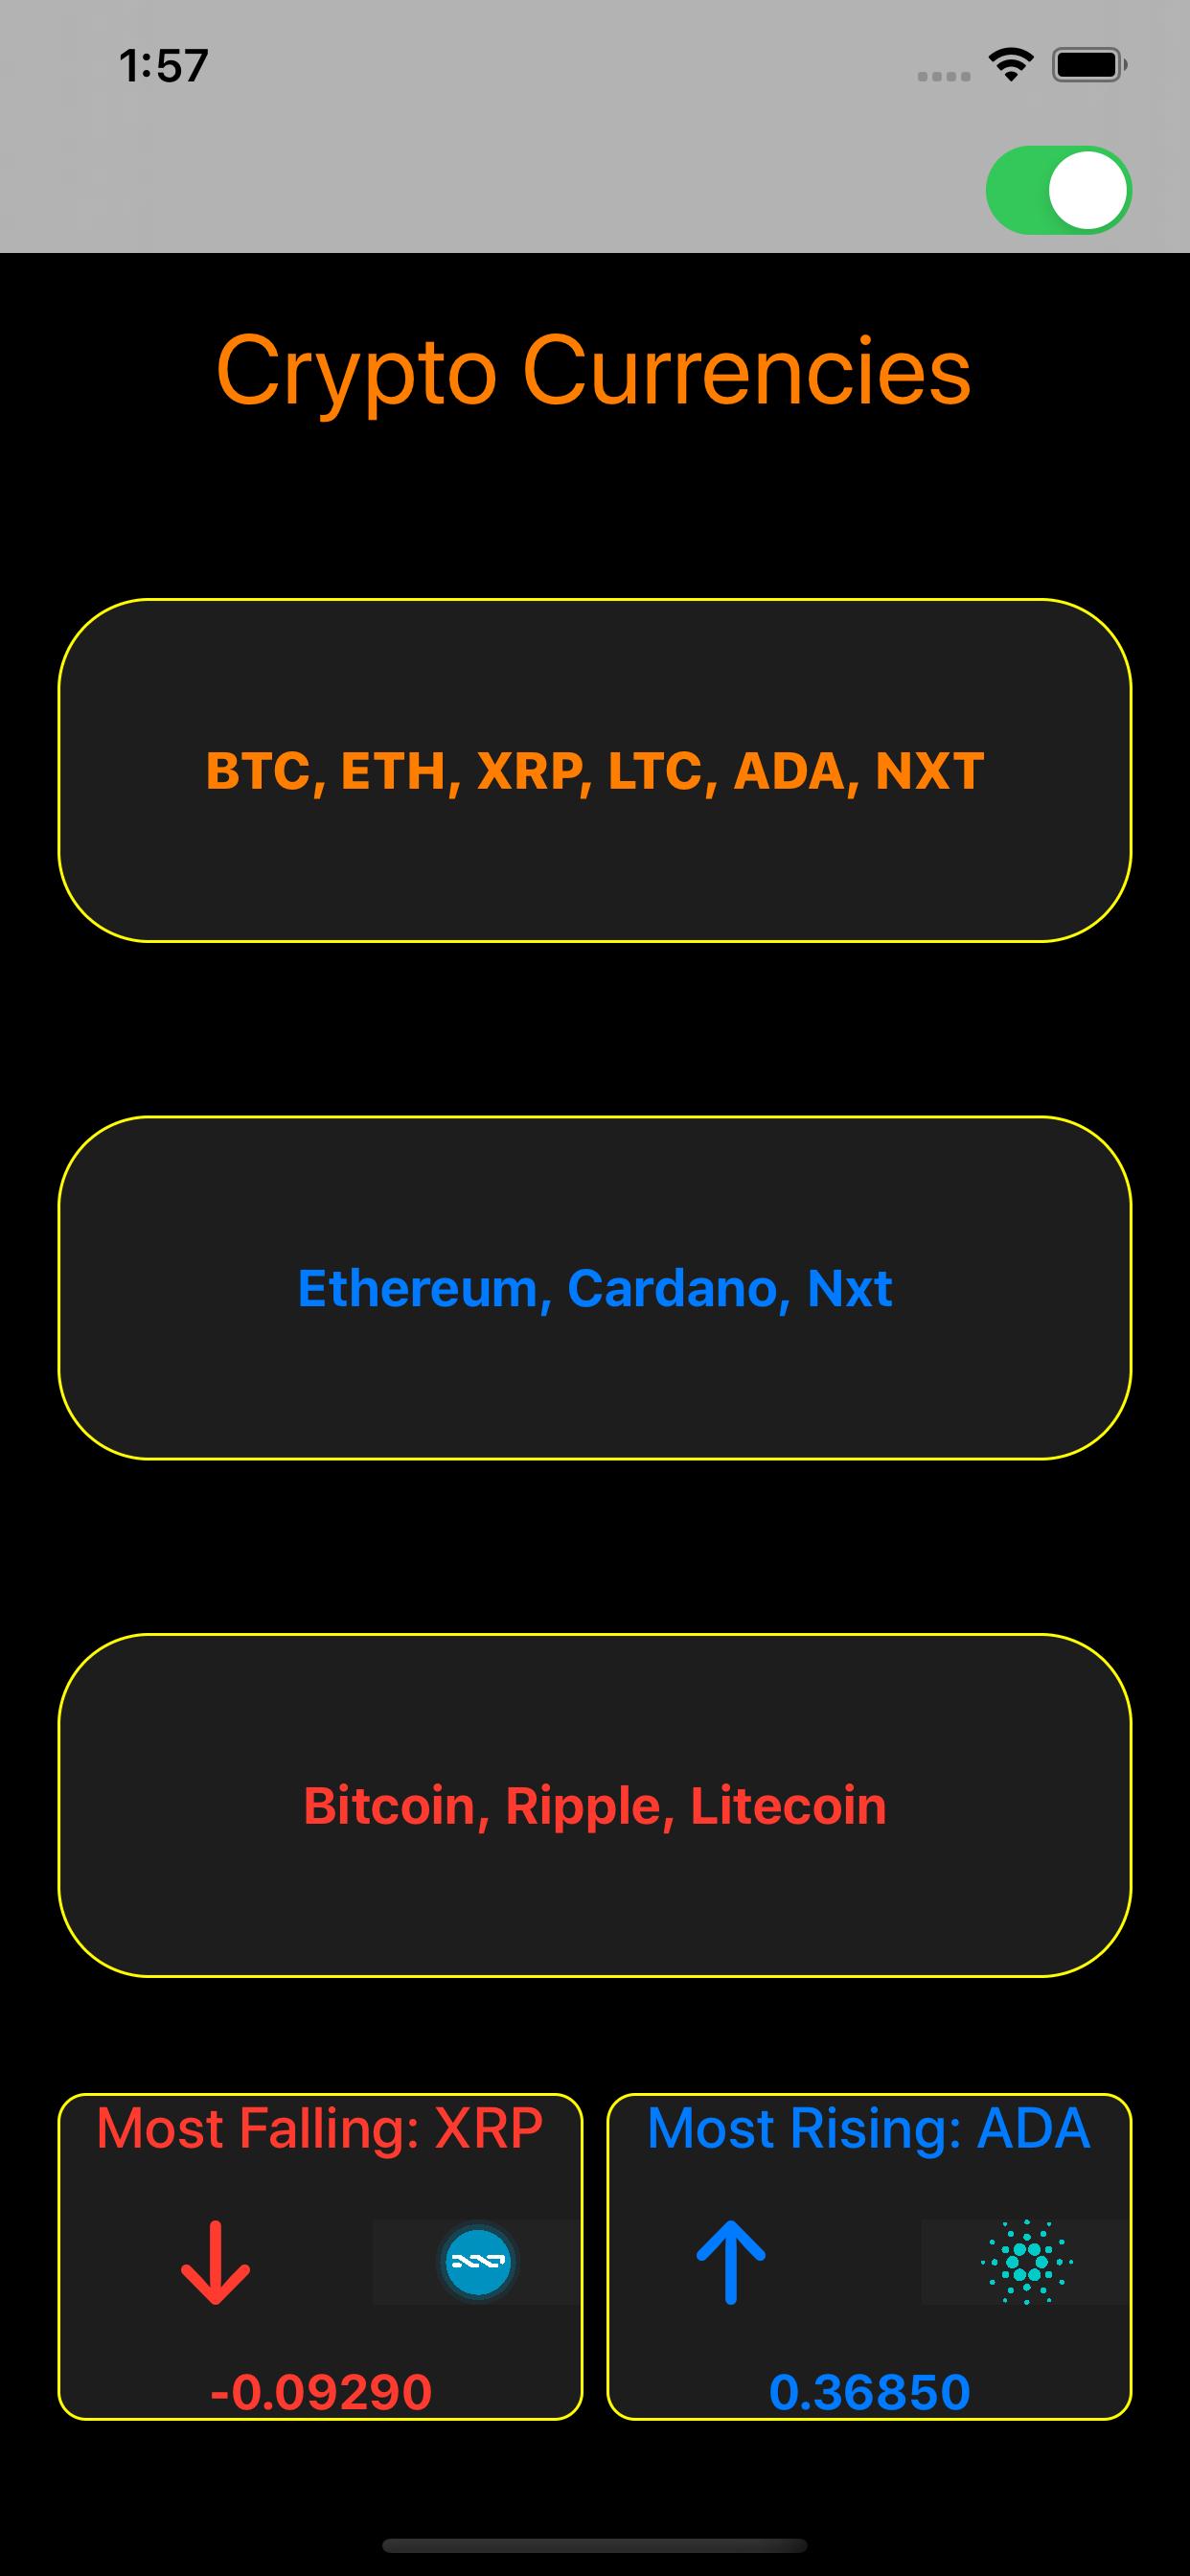 1:57
Crypto Currencies
BTC, ETH, XRP, LTC, ADA, NXT
Ethereum, Cardano, Nxt
Bitcoin, Ripple, Litecoin
Most Falling: XRP
-0.09290
Most Rising: ADA
0.36850